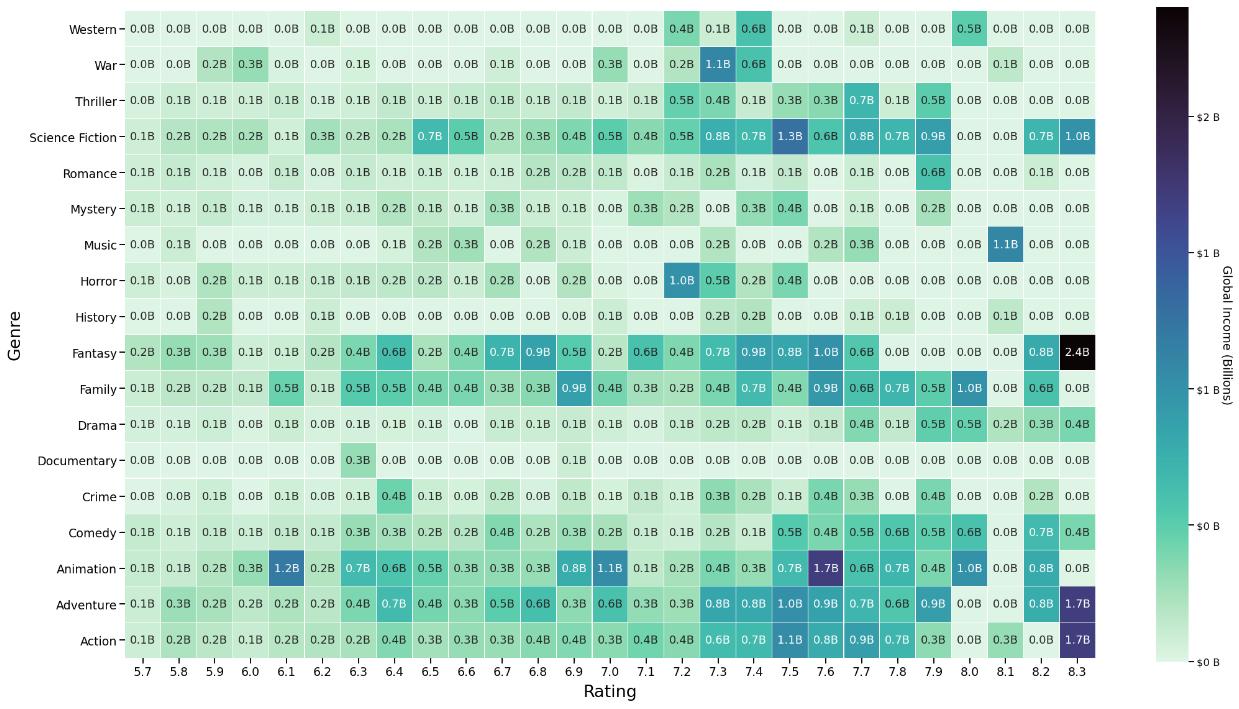 Western 0.0B 0.0B 0.0B 0.0B 0.0B 0.1B 0.0B 0.0B 0.0B 0.0B 0.0B 0.0B 0.0B 0.0B 0.0B 0.4B 0.1B 0.6B 0.0B 0.0B 0.1B 0.0B 0.0B 0.5B 0.0B 0.0B 0.0B
War 0.0B 0.0B 0.2B 0.3B 0.0B 0.0B 0.1B 0.0B 0.0B 0.0B 0.1B 0.0B 0.0B 0.3B 0.0B 0.2B 1.1B 0.6B 0.0B 0.0B 0.0B 0.0B 0.0B 0.0B 0.1B 0.0B 0.0B
Thriller 0.0B 0.1B 0.1B 0.1B 0.1B 0.1B 0.1B 0.1B 0.1B 0.1B 0.1B 0.1B 0.1B 0.1B 0.1B 0.5B 0.4B 0.1B 0.3B 0.3B 0.7B 0.1B 0.5B 0.0B 0.0B 0.0B 0.0B
Science Fiction 0.1B 0.2B 0.2B 0.2B 0.1B 0.3B 0.2B 0.2B 0.7B 0.5B 0.2B 0.3B 0.4B 0.5B 0.4B 0.5B 0.8B 0.7B 1.3B 0.6B 0.8B 0.7B 0.9B 0.0B 0.0B 0.7B 1.0B
Romance 0.1B 0.1B 0.1B 0.1B 0.1B 0.0B 0.1B 0.1B 0.1B 0.1B 0.1B 0.2B 0.2B 0.1B 0.0B 0.1B 0.2B 0.1B 0.1B 0.0B 0.1B 0.0B 0.6B 0.0B 0.0B 0.1B 0.0B
Mystery 0.1B 0.1B 0.1B 0.1B 0.1B 0.1B 0.1B 0.2B 0.1B 0.1B 0.3B 0.1B 0.1B 0.0B 0.3B 0.2B 0.0B 0.3B 0.4B 0.0B 0.1B 0.0B 0.2B 0.0B 0.0B 0.0B 0.0B
Music 0.0B 0.1B 0.0B 0.0B 0.0B 0.0B 0.0B 0.1B 0.2B 0.3B 0.0B 0.2B 0.1B 0.0B 0.0B 0.0B 0.2B 0.0B 0.0B 0.2B 0.3B 0.0B 0.0B 0.0B 1.1B 0.0B 0.0B
Horror 0.1B 0.0B 0.2B 0.1B 0.1B 0.1B 0.1B 0.2B 0.2B 0.1B 0.2B 0.0B 0.2B 0.0B 0.0B 1.0B 0.5B 0.2B 0.4B 0.0B 0.0B 0.0B 0.0B 0.0B 0.0B 0.0B 0.0B
History 0.0B 0.0B 0.2B 0.0B 0.0B 0.1B 0.0B 0.0B 0.0B 0.0B 0.0B 0.0B 0.0B 0.1B 0.0B 0.0B 0.2B 0.2B 0.0B 0.0B 0.1B 0.1B 0.0B 0.0B 0.1B 0.0B 0.0B
Fantasy 0.2B 0.3B 0.3B 0.1B 0.1B 0.2B 0.4B 0.6B 0.2B 0.4B 0.7B 0.9B 0.5B 0.2B 0.6B 0.4B 0.7B 0.9B 0.8B 1.0B 0.6B 0.0B 0.0B 0.0B 0.0B 0.8B 2.4B
Family 0.1B 0.2B 0.2B 0.1B 0.5B 0.1B 0.5B 0.5B 0.4B 0.4B 0.3B 0.3B 0.9B 0.4B 0.3B 0.2B 0.4B 0.7B 0.4B 0.9B 0.6B 0.7B 0.5B 1.0B 0.0B 0.6B 0.0B
Drama 0.1B 0.1B 0.1B 0.0B 0.1B 0.0B 0.1B 0.1B 0.1B 0.0B 0.1B 0.1B 0.1B 0.1B 0.0B 0.1B 0.2B 0.2B 0.1B 0.1B 0.4B 0.1B 0.5B 0.5B 0.2B 0.3B 0.4B
Documentary 0.0B 0.0B 0.0B 0.0B 0.0B 0.0B 0.3B 0.0B 0.0B 0.0B 0.0B 0.0B 0.1B 0.0B 0.0B 0.0B 0.0B 0.0B 0.0B 0.0B 0.0B 0.0B 0.0B 0.0B 0.0B 0.0B 0.0B
Crime 0.0B 0.0B 0.1B 0.0B 0.1B 0.0B 0.1B 0.4B 0.1B 0.0B 0.2B 0.0B 0.1B 0.1B 0.1B 0.1B 0.3B 0.2B 0.1B 0.4B 0.3B 0.0B 0.4B 0.0B 0.0B 0.2B 0.0B
Comedy 0.1B 0.1B 0.1B 0.1B 0.1B 0.1B 0.3B 0.3B 0.2B 0.2B 0.4B 0.2B 0.3B 0.2B 0.1B 0.1B 0.2B 0.1B 0.5B 0.4B 0.5B 0.6B 0.5B 0.6B 0.0B 0.7B 0.4B
Animation 0.1B 0.1B 0.2B 0.3B 1.2B 0.2B 0.7B 0.6B 0.5B 0.3B 0.3B 0.3B 0.8B 1.1B 0.1B 0.2B 0.4B 0.3B 0.7B 1.7B 0.6B 0.7B 0.4B 1.0B 0.0B 0.8B 0.0B
Adventure 0.1B 0.3B 0.2B 0.2B 0.2B 0.2B 0.4B 0.7B 0.4B 0.3B 0.5B 0.6B 0.3B 0.6B 0.3B 0.3B 0.8B 0.8B 1.0B 0.9B 0.7B 0.6B 0.9B 0.0B 0.0B 0.8B 1.7B
Action 0.1B 0.2B 0.2B 0.1B 0.2B 0.2B 0.2B 0.4B 0.3B 0.3B 0.3B 0.4B 0.4B 0.3B 0.4B 0.4B 0.6B 0.7B 1.1B 0.8B 0.9B 0.7B 0.3B 0.0B 0.3B 0.0B 1.7B
5.7 5.8 5.9 6.0 6.1 6.2 6.3 6.4 6.5 6.6 6.7 6.8 6.9 7.0 7.1 7.2 7.3 7.4 7.5 7.6 7.7 7.8 7.9 8.0 8.1 8.2 8.3
Rating
Genre
$2 B
$1 B
$1 B
$0 B
$0 B
Global Income (Billions)